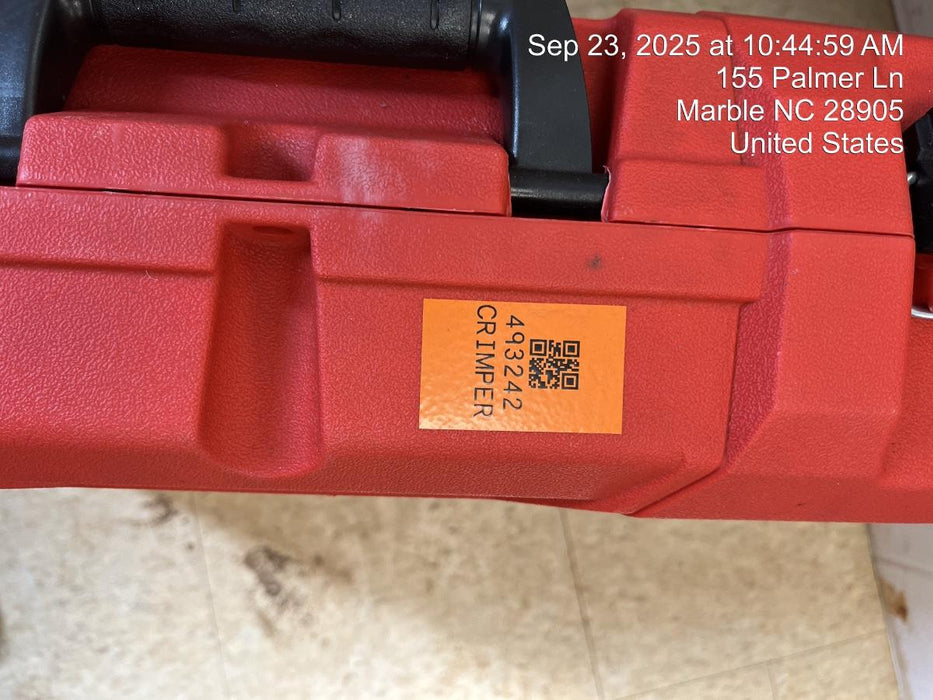 Sep 23, 2025 at 10:44:59 AM
155 Palmer Ln
Marble NC 28905
United States
493242
CRIMPER